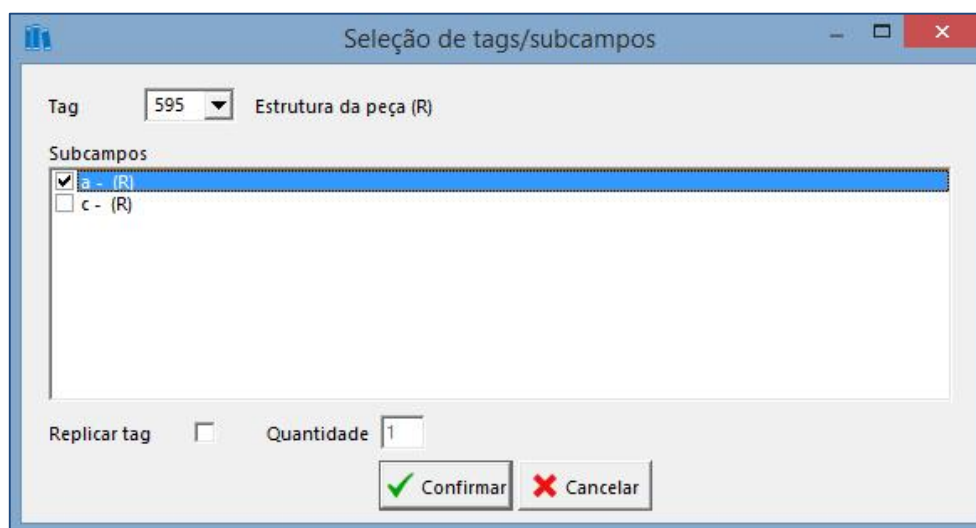 Seleção de tags/subcampos
Tag 595 Estrutura da peça (R)
Subcampos
a - (R)
c - (R)
Replicar tag Quantidade 1
Confirmar Cancelar